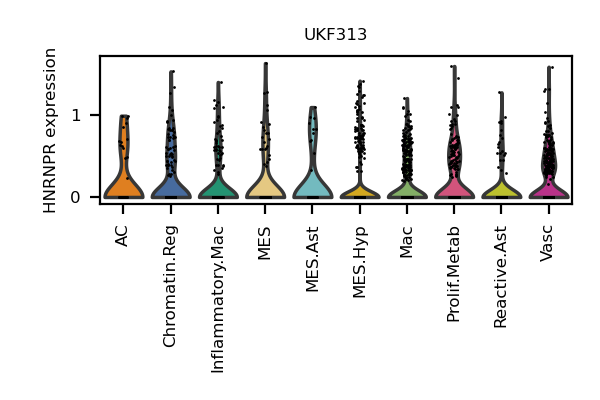 UKF313
HNRNPR expression
1
0
AC
Chromatin.Reg
Inflammatory.Mac
MES
MES.Ast
MES.Hyp
Mac
Prolif.Metab
Reactive.Ast
Vasc